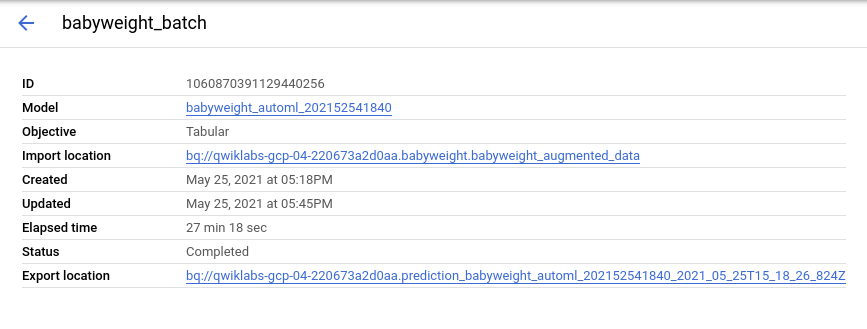 babyweight_batch
ID 1060870391129440256
Model babyweight_automl_202152541840
Objective Tabular
Import location bq://qwiklabs-gcp-04-220673a2d0aa.babyweight.babyweight_augmented_data
Created May 25, 2021 at 05:18PM
Updated May 25, 2021 at 05:45PM
Elapsed time 27 min 18 sec
Status Completed
Export location bq://qwiklabs-gcp-04-220673a2d0aa.prediction_babyweight_automl_202152541840_2021_05_25T15_18_26_824Z